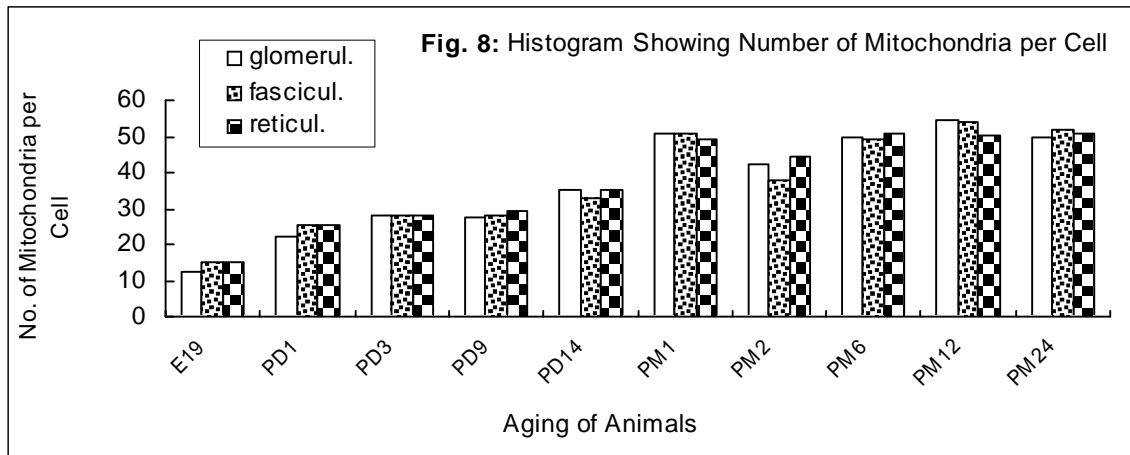 Fig. 8: Histogram Showing Number of Mitochondria per Cell
glomerul.
fascicul.
reticul.
No. of Mitochondria per
Cell
60
50
40
30
20
10
0
E19
PD1
PD3
PD9
PD14
PM1
PM2
PM6
PM12
PM24
Aging of Animals